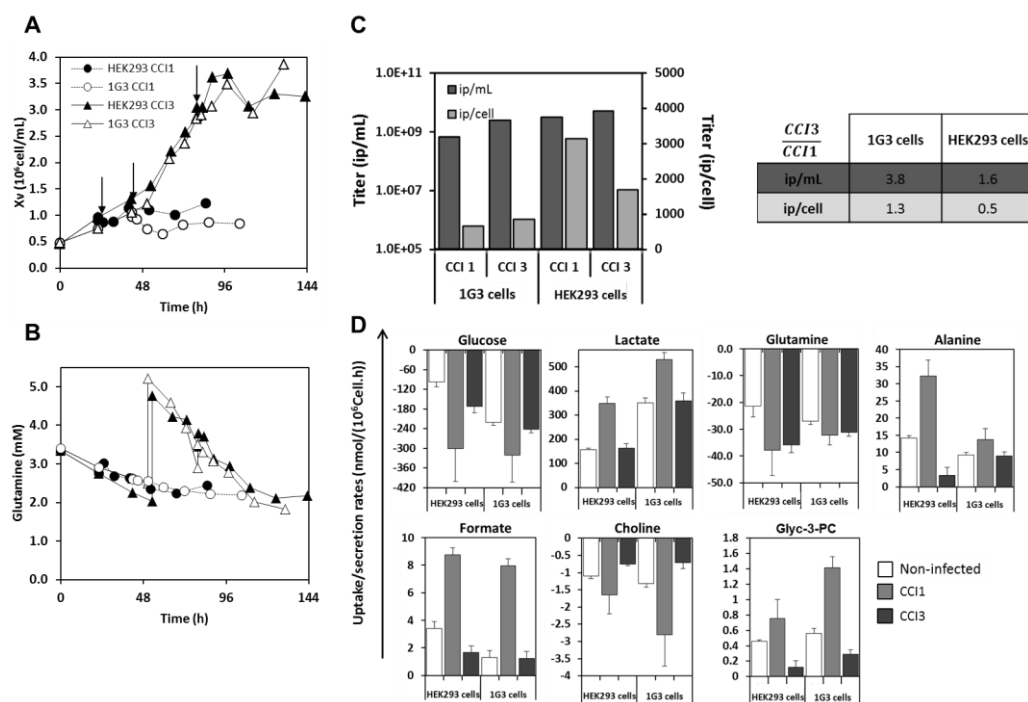 A
4.0
3.5
3.0
2.5
2.0
1.5
1.0
0.5
0.0
Xv (10⁶cell/mL)
HEK293 CCI1
1G3 CCI1
HEK293 CCI3
1G3 CCI3
0 48 96 144
Time (h)
B
5.0
4.0
3.0
2.0
1.0
0.0
Glutamine (mM)
0 48 96 144
Time (h)
C
1.0E+11
1.0E+09
1.0E+07
1.0E+05
Titer (ip/mL)
ip/mL
ip/cell
5000
4000
3000
2000
1000
0
Titer (ip/cell)
CCI 1 CCI 3 CCI 1 CCI 3
1G3 cells HEK293 cells
CCI3
CCI1
1G3 cells HEK293 cells
ip/mL 3.8 1.6
ip/cell 1.3 0.5
D
Uptake/secretion rates (nmol/(10⁶Cell.h))
Glucose
0
-60
-120
-180
-240
-300
-360
-420
HEK293 cells 1G3 cells
Lactate
500
400
300
200
100
0
HEK293 cells 1G3 cells
Glutamine
0.0
-10.0
-20.0
-30.0
-40.0
-50.0
HEK293 cells 1G3 cells
Alanine
40
35
30
25
20
15
10
5
0
HEK293 cells 1G3 cells
Formate
10
8
6
4
2
0
HEK293 cells 1G3 cells
Choline
0
-0.5
-1
-1.5
-2
-2.5
-3
-3.5
-4
HEK293 cells 1G3 cells
Glyc-3-PC
1.8
1.6
1.4
1.2
1
0.8
0.6
0.4
0.2
0
HEK293 cells 1G3 cells
Non-infected
CCI1
CCI3